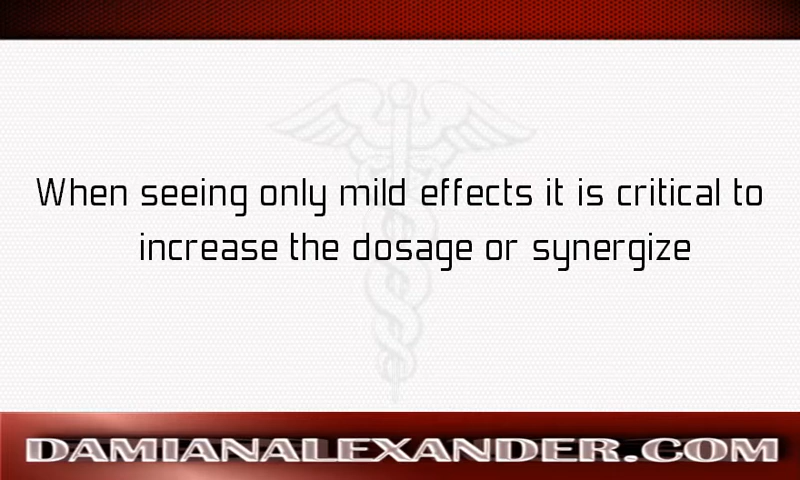 When seeing only mild effects it is critical to
increase the dosage or synergize
DAMIANALEXANDER.COM